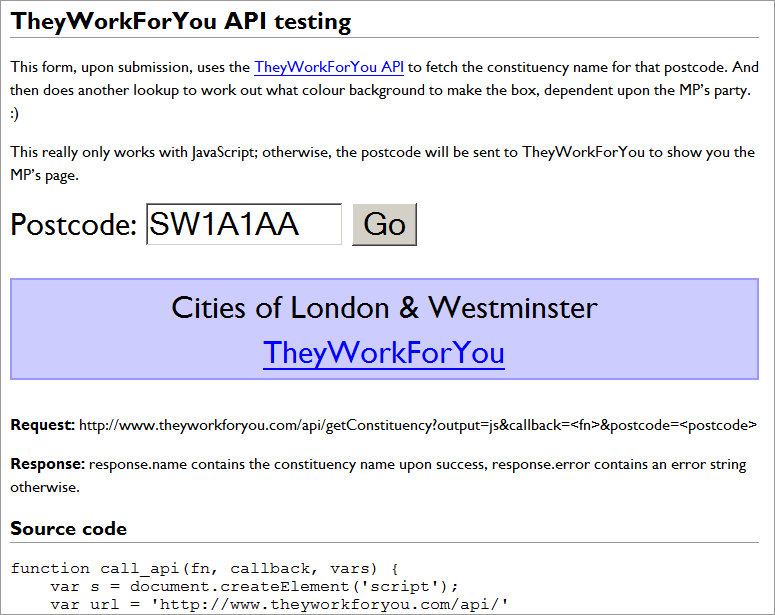 TheyWorkForYou API testing
This form, upon submission, uses the TheyWorkForYou API to fetch the constituency name for that postcode. And
then does another lookup to work out what colour background to make the box, dependent upon the MP's party.
:)
This really only works with JavaScript; otherwise, the postcode will be sent to TheyWorkForYou to show you the
MP's page.
Postcode: SW1A1AA Go
Cities of London & Westminster
TheyWorkForYou
Request: http://www.theyworkforyou.com/api/getConstituency?output=js&callback=<fn>&postcode=<postcode>
Response: response.name contains the constituency name upon success, response.error contains an error string
otherwise.
Source code
function call_api(fn, callback, vars) {
    var s = document.createElement('script');
    var url = 'http://www.theyworkforyou.com/api/'